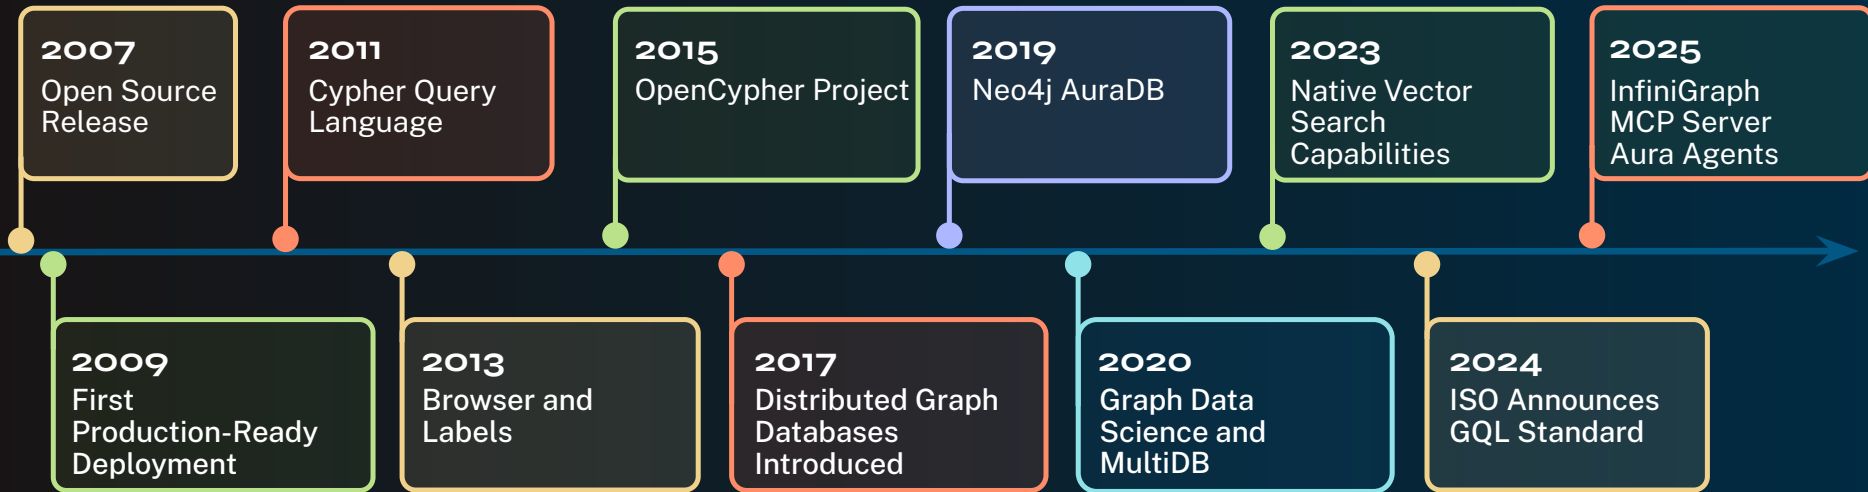 2007
Open Source
Release
2011
Cypher Query
Language
2015
OpenCypher Project
2019
Neo4j AuraDB
2023
Native Vector
Search
Capabilities
2025
InfiniGraph
MCP Server
Aura Agents
2009
First
Production-Ready
Deployment
2013
Browser and
Labels
2017
Distributed Graph
Databases
Introduced
2020
Graph Data
Science and
MultiDB
2024
ISO Announces
GQL Standard